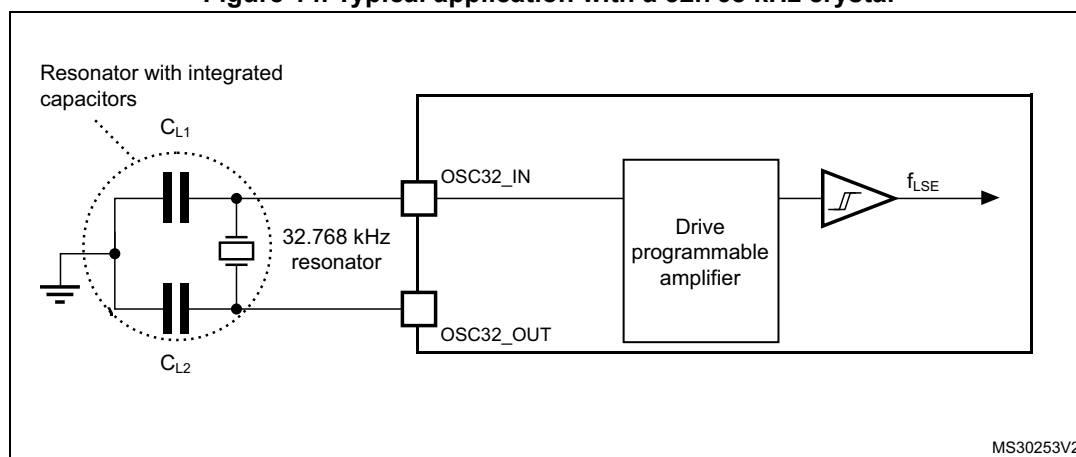 Figure Typical application with a 32.768 kHz crystal
Resonator with integrated
capacitors
CL1
OSC32_IN
fLSE
32.768 kHz
resonator
Drive
programmable
amplifier
OSC32_OUT
CL2
MS30253V2